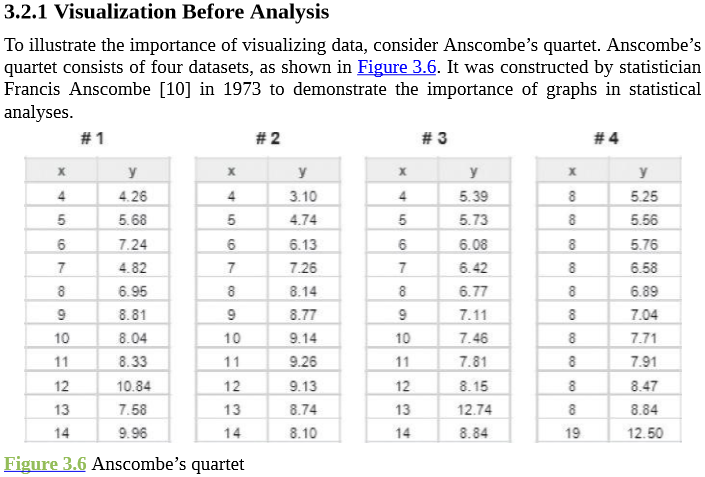 3.2.1 Visualization Before Analysis
To illustrate the importance of visualizing data, consider Anscombe’s quartet. Anscombe’s
quartet consists of four datasets, as shown in Figure 3.6. It was constructed by statistician
Francis Anscombe [10] in 1973 to demonstrate the importance of graphs in statistical
analyses.
# 1 # 2 # 3 # 4
x y x y x y x y
4 4.26 4 3.10 4 5.39 8 5.25
5 5.68 5 4.74 5 5.73 8 5.56
6 7.24 6 6.13 6 6.08 8 5.76
7 4.82 7 7.26 7 6.42 8 6.58
8 6.95 8 8.14 8 6.77 8 6.89
9 8.81 9 8.77 9 7.11 8 7.04
10 8.04 10 9.14 10 7.46 8 7.71
11 8.33 11 9.26 11 7.81 8 7.91
12 10.84 12 9.13 12 8.15 8 8.47
13 7.58 13 8.74 13 12.74 8 8.84
14 9.96 14 8.10 14 8.84 19 12.50
Figure 3.6 Anscombe’s quartet